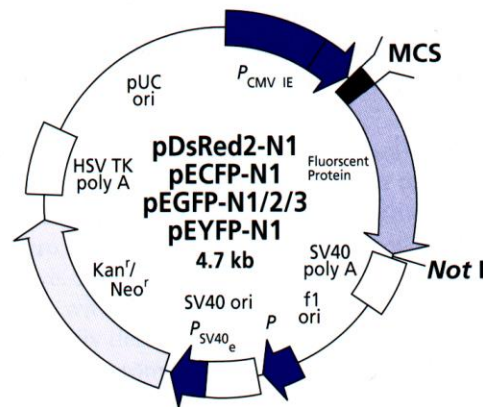 P CMV IE
MCS
pUC
ori
pDsRed2-N1
pECFP-N1
pEGFP-N1/2/3
pEYFP-N1
4.7 kb
Fluorscent
Protein
HSV TK
poly A
SV40
poly A
Not I
f1
ori
Kanr/
Neor
SV40 ori
P SV40e
P